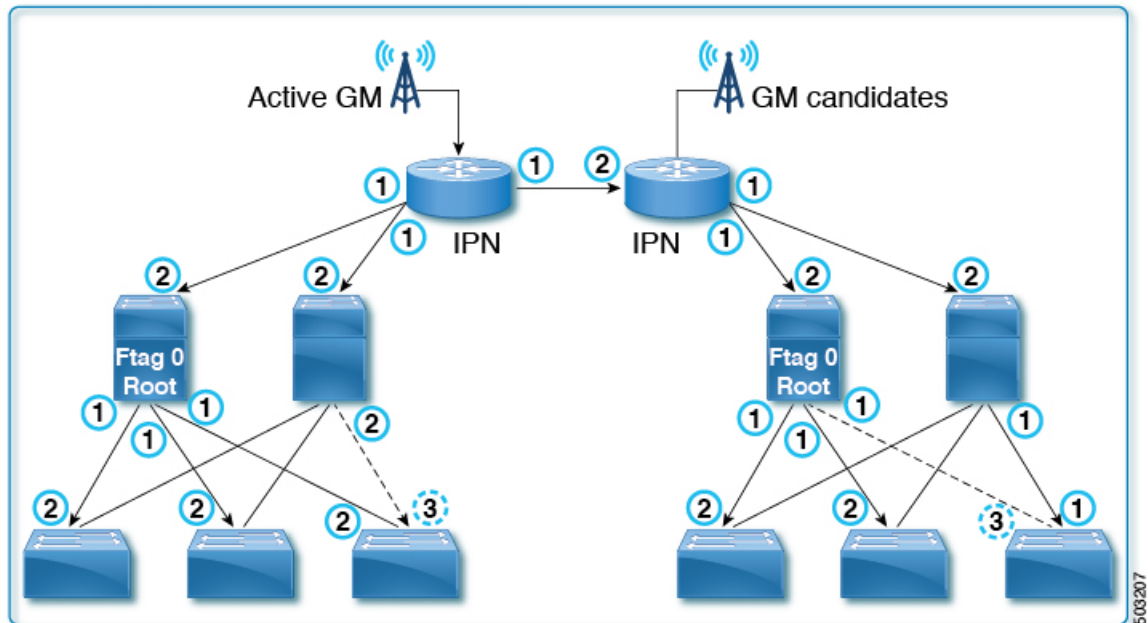 Active GM
GM candidates
1 2
1 1
1 1
IPN IPN
2 2 2 2
Ftag 0
Root
Ftag 0
Root
1 1 1 1
1 2 1 1
2 2 2 3 2 2 3 1
503207